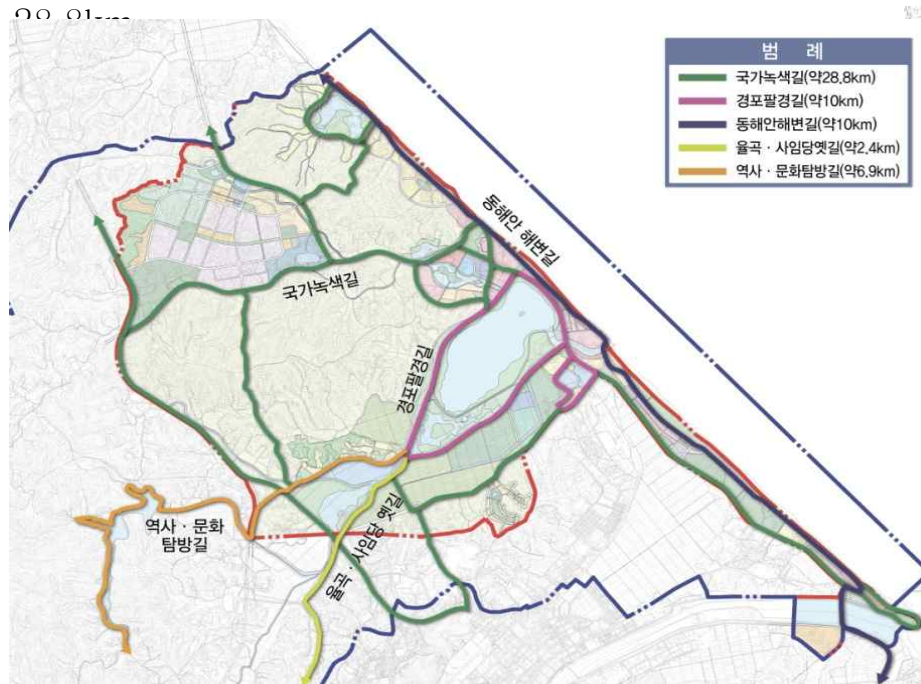 범 례
국가녹색길(약28.8km)
경포팔경길(약10km)
동해안해변길(약10km)
율곡 · 사임당옛길(약2.4km)
역사 · 문화탐방길(약6.9km)
동해안 해변길
국가녹색길
경포팔경길
역사 · 문화
탐방길
율곡 · 사임당 옛길